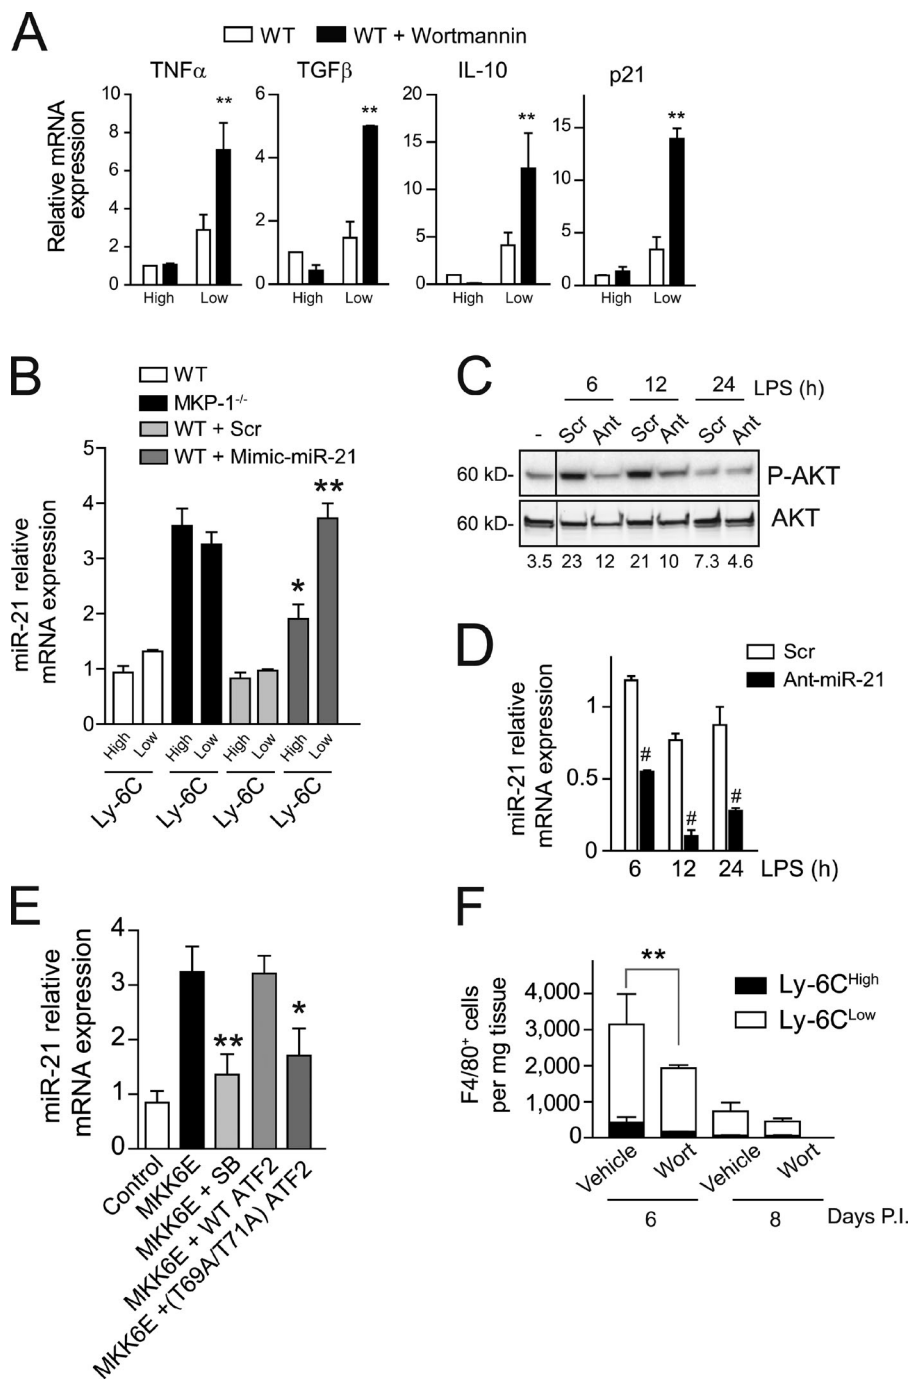 A
WT WT + Wortmannin
TNFα TGFβ IL-10 p21
Relative mRNA
expression
10
8
6
4
2
0
6
4
2
0
20
15
10
5
0
15
10
5
0
** ** ** **
High Low High Low High Low High Low
B
WT
MKP-1-/-
WT + Scr
WT + Mimic-miR-21
miR-21 relative
mRNA expression
5
4
3
2
1
0
* **
High Low High Low High Low High Low
Ly-6C Ly-6C Ly-6C Ly-6C
C
6 12 24 LPS (h)
- Scr Ant Scr Ant Scr Ant
60 kD- P-AKT
60 kD- AKT
3.5 23 12 21 10 7.3 4.6
D
Scr
Ant-miR-21
miR-21 relative
mRNA expression
1
0.5
0
# # #
6 12 24 LPS (h)
E
miR-21 relative
mRNA expression
4
3
2
1
0
** *
Control
MKK6E
MKK6E + SB
MKK6E + WT ATF2
MKK6E +(T69A/T71A) ATF2
F
**
Ly-6CHigh
Ly-6CLow
F4/80+ cells
per mg tissue
4,000
3,000
2,000
1,000
0
Vehicle Wort Vehicle Wort
6 8 Days P.I.